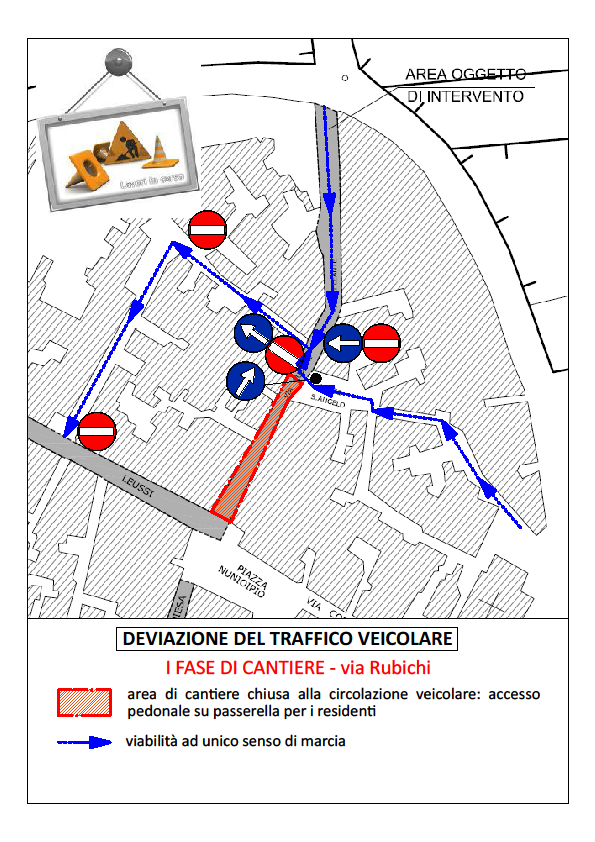 AREA OGGETTO
DI INTERVENTO
Lavori in corso
S.ANGELO
LEUSSI
PIAZZA
MUNICIPIO
VIA CO
IESA
DEVIAZIONE DEL TRAFFICO VEICOLARE
I FASE DI CANTIERE - via Rubichi
area di cantiere chiusa alla circolazione veicolare: accesso
pedonale su passerella per i residenti
viabilità ad unico senso di marcia